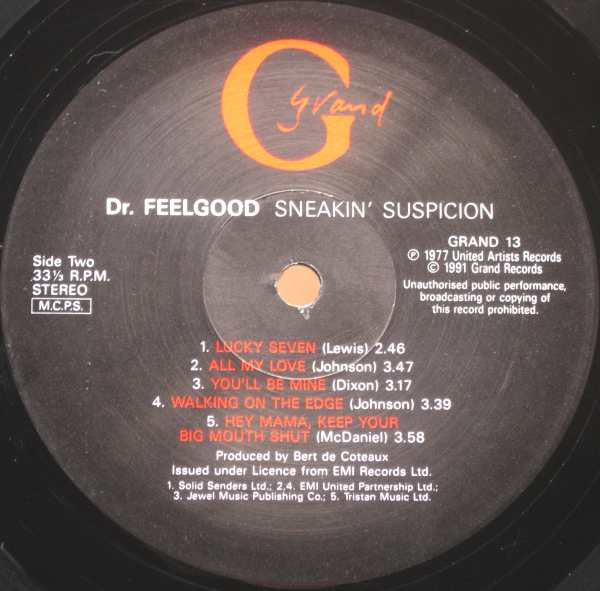 G
grand
Dr. FEELGOOD SNEAKIN' SUSPICION
Side Two
33⅓ R.P.M.
STEREO
M.C.P.S.
GRAND 13
℗ 1977 United Artists Records
© 1991 Grand Records
Unauthorised public performance,
broadcasting or copying of
this record prohibited.
1. LUCKY SEVEN (Lewis) 2.46
2. ALL MY LOVE (Johnson) 3.47
3. YOU'LL BE MINE (Dixon) 3.17
4. WALKING ON THE EDGE (Johnson) 3.39
5. HEY MAMA, KEEP YOUR
BIG MOUTH SHUT (McDaniel) 3.58
Produced by Bert de Coteaux
Issued under Licence from EMI Records Ltd.
1. Solid Senders Ltd.; 2,4. EMI United Partnership Ltd.;
3. Jewel Music Publishing Co.; 5. Tristan Music Ltd.